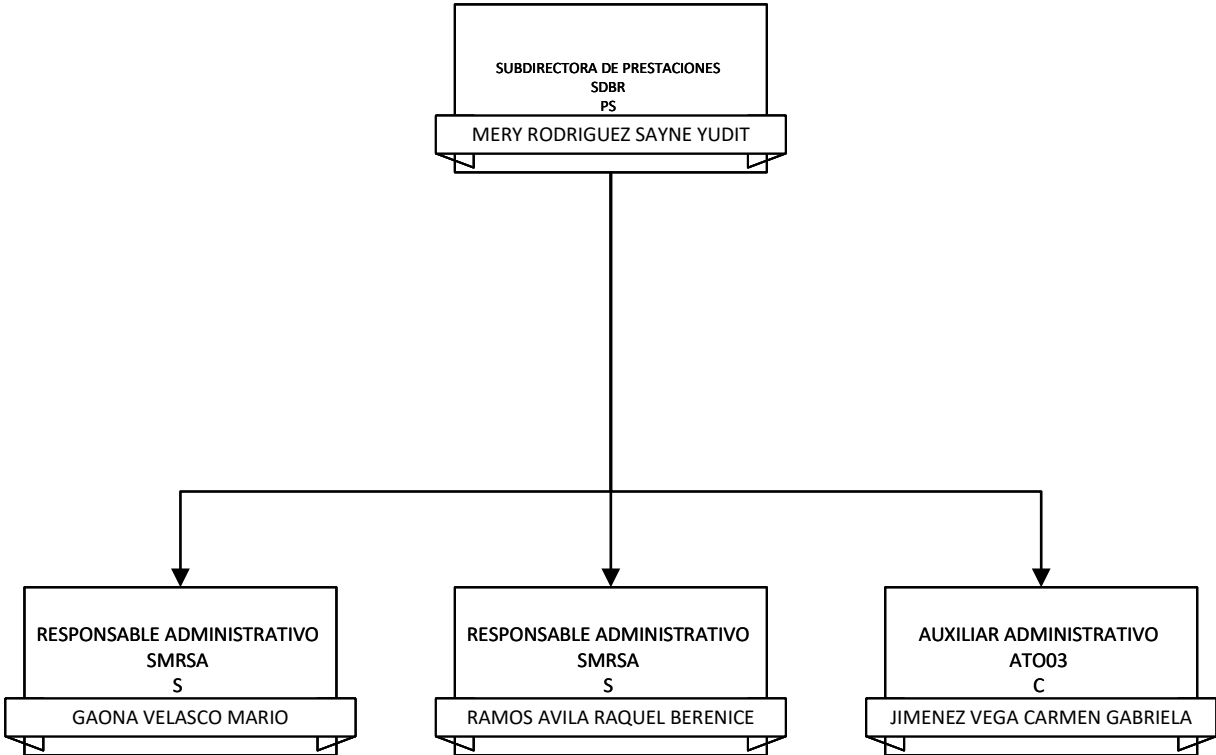 SUBDIRECTORA DE PRESTACIONES
SDBR
PS
MERY RODRIGUEZ SAYNE YUDIT
RESPONSABLE ADMINISTRATIVO
SMRSA
S
GAONA VELASCO MARIO
RESPONSABLE ADMINISTRATIVO
SMRSA
S
RAMOS AVILA RAQUEL BERENICE
AUXILIAR ADMINISTRATIVO
ATO03
C
JIMENEZ VEGA CARMEN GABRIELA